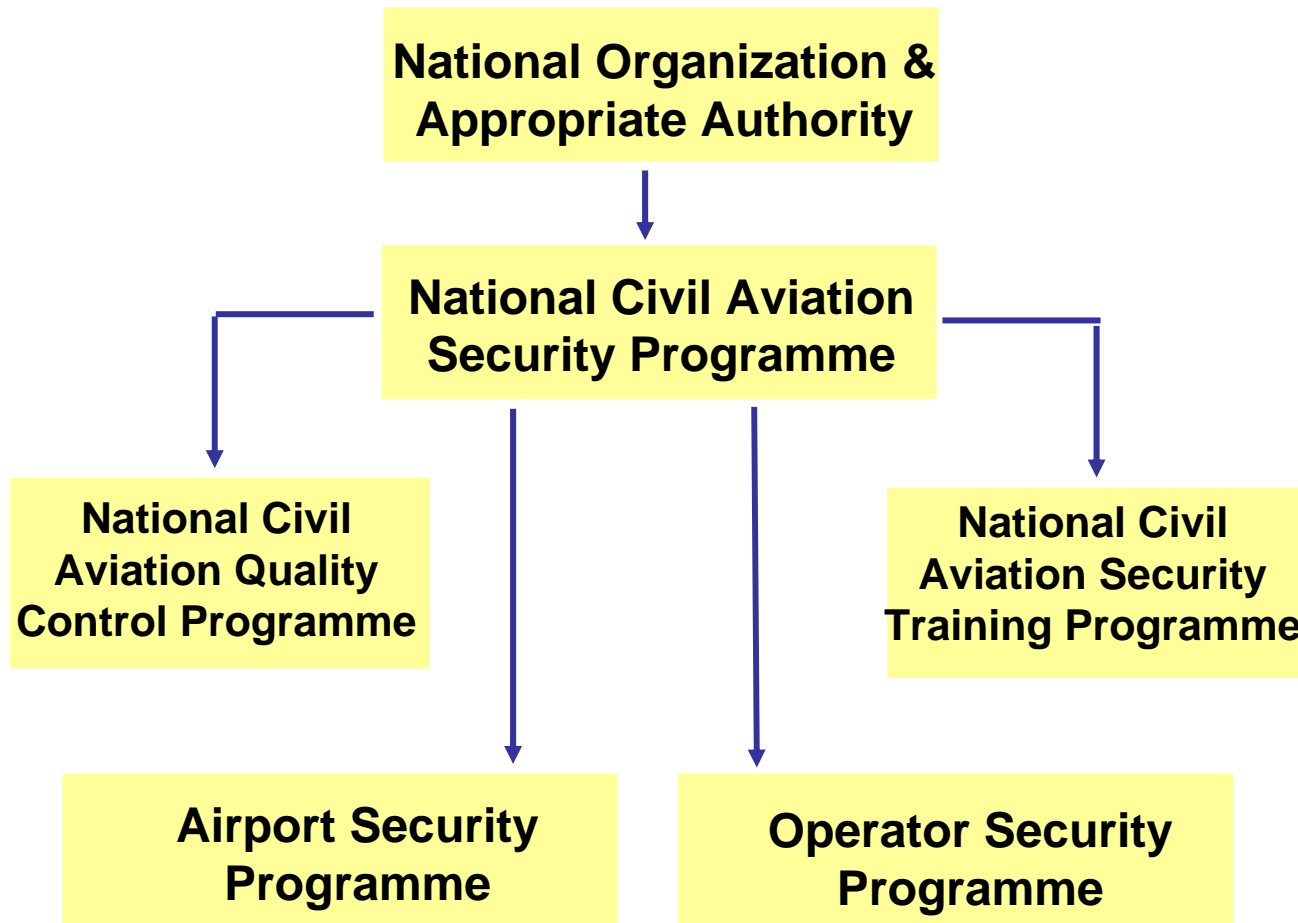 National Organization &
Appropriate Authority
National Civil Aviation
Security Programme
National Civil
Aviation Quality
Control Programme
National Civil
Aviation Security
Training Programme
Airport Security
Programme
Operator Security
Programme